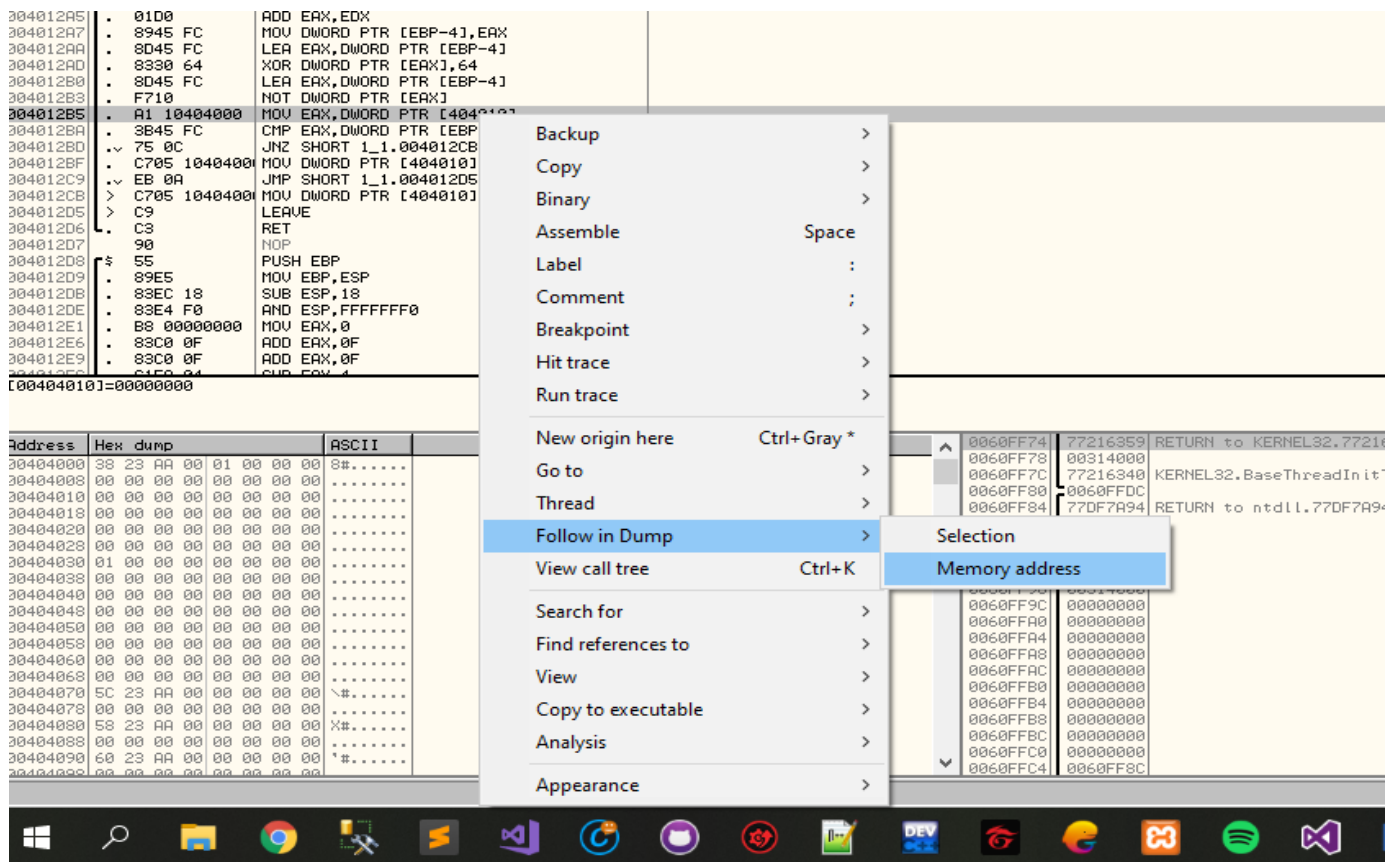 004012A5 . 01D0 ADD EAX,EDX
004012A7 . 8945 FC MOV DWORD PTR [EBP-4],EAX
004012AA . 8D45 FC LEA EAX,DWORD PTR [EBP-4]
004012AD . 8330 64 XOR DWORD PTR [EAX],64
004012B0 . 8D45 FC LEA EAX,DWORD PTR [EBP-4]
004012B3 . F710 NOT DWORD PTR [EAX]
004012B5 . A1 10404000 MOV EAX,DWORD PTR [404010]
004012BA . 3B45 FC CMP EAX,DWORD PTR [EBP
004012BD .v 75 0C JNZ SHORT 1_1.004012CB
004012BF . C705 1040400 MOV DWORD PTR [404010]
004012C9 .v EB 0A JMP SHORT 1_1.004012D5
004012CB > C705 1040400 MOV DWORD PTR [404010]
004012D5 > C9 LEAVE
004012D6 . C3 RET
004012D7 90 NOP
004012D8 $ 55 PUSH EBP
004012D9 . 89E5 MOV EBP,ESP
004012DB . 83EC 18 SUB ESP,18
004012DE . 83E4 F0 AND ESP,FFFFFFF0
004012E1 . B8 00000000 MOV EAX,0
004012E6 . 83C0 0F ADD EAX,0F
004012E9 . 83C0 0F ADD EAX,0F
[00404010]=00000000
Backup >
Copy >
Binary >
Assemble Space
Label :
Comment ;
Breakpoint >
Hit trace >
Run trace >
New origin here Ctrl+Gray *
Go to >
Thread >
Follow in Dump >
View call tree Ctrl+K
Search for >
Find references to >
View >
Copy to executable >
Analysis >
Appearance >
Selection
Memory address
Address Hex dump ASCII
00404000 38 23 AA 00 01 00 00 00 8#......
00404008 00 00 00 00 00 00 00 00 ........
00404010 00 00 00 00 00 00 00 00 ........
00404018 00 00 00 00 00 00 00 00 ........
00404020 00 00 00 00 00 00 00 00 ........
00404028 00 00 00 00 00 00 00 00 ........
00404030 01 00 00 00 00 00 00 00 ........
00404038 00 00 00 00 00 00 00 00 ........
00404040 00 00 00 00 00 00 00 00 ........
00404048 00 00 00 00 00 00 00 00 ........
00404050 00 00 00 00 00 00 00 00 ........
00404058 00 00 00 00 00 00 00 00 ........
00404060 00 00 00 00 00 00 00 00 ........
00404068 00 00 00 00 00 00 00 00 ........
00404070 5C 23 AA 00 00 00 00 00 \#......
00404078 00 00 00 00 00 00 00 00 ........
00404080 58 23 AA 00 00 00 00 00 X#......
00404088 00 00 00 00 00 00 00 00 ........
00404090 60 23 AA 00 00 00 00 00 `#......
00404098 00 00 00 00 00 00 00 00
0060FF74 77216359 RETURN to KERNEL32.77216
0060FF78 00314000
0060FF7C 77216340 KERNEL32.BaseThreadInitT
0060FF80 0060FFDC
0060FF84 77DF7A94 RETURN to ntdll.77DF7A94
0060FF98 00314000
0060FF9C 00000000
0060FFA0 00000000
0060FFA4 00000000
0060FFA8 00000000
0060FFAC 00000000
0060FFB0 00000000
0060FFB4 00000000
0060FFB8 00000000
0060FFBC 00000000
0060FFC0 00000000
0060FFC4 0060FF8C
DEV
C++